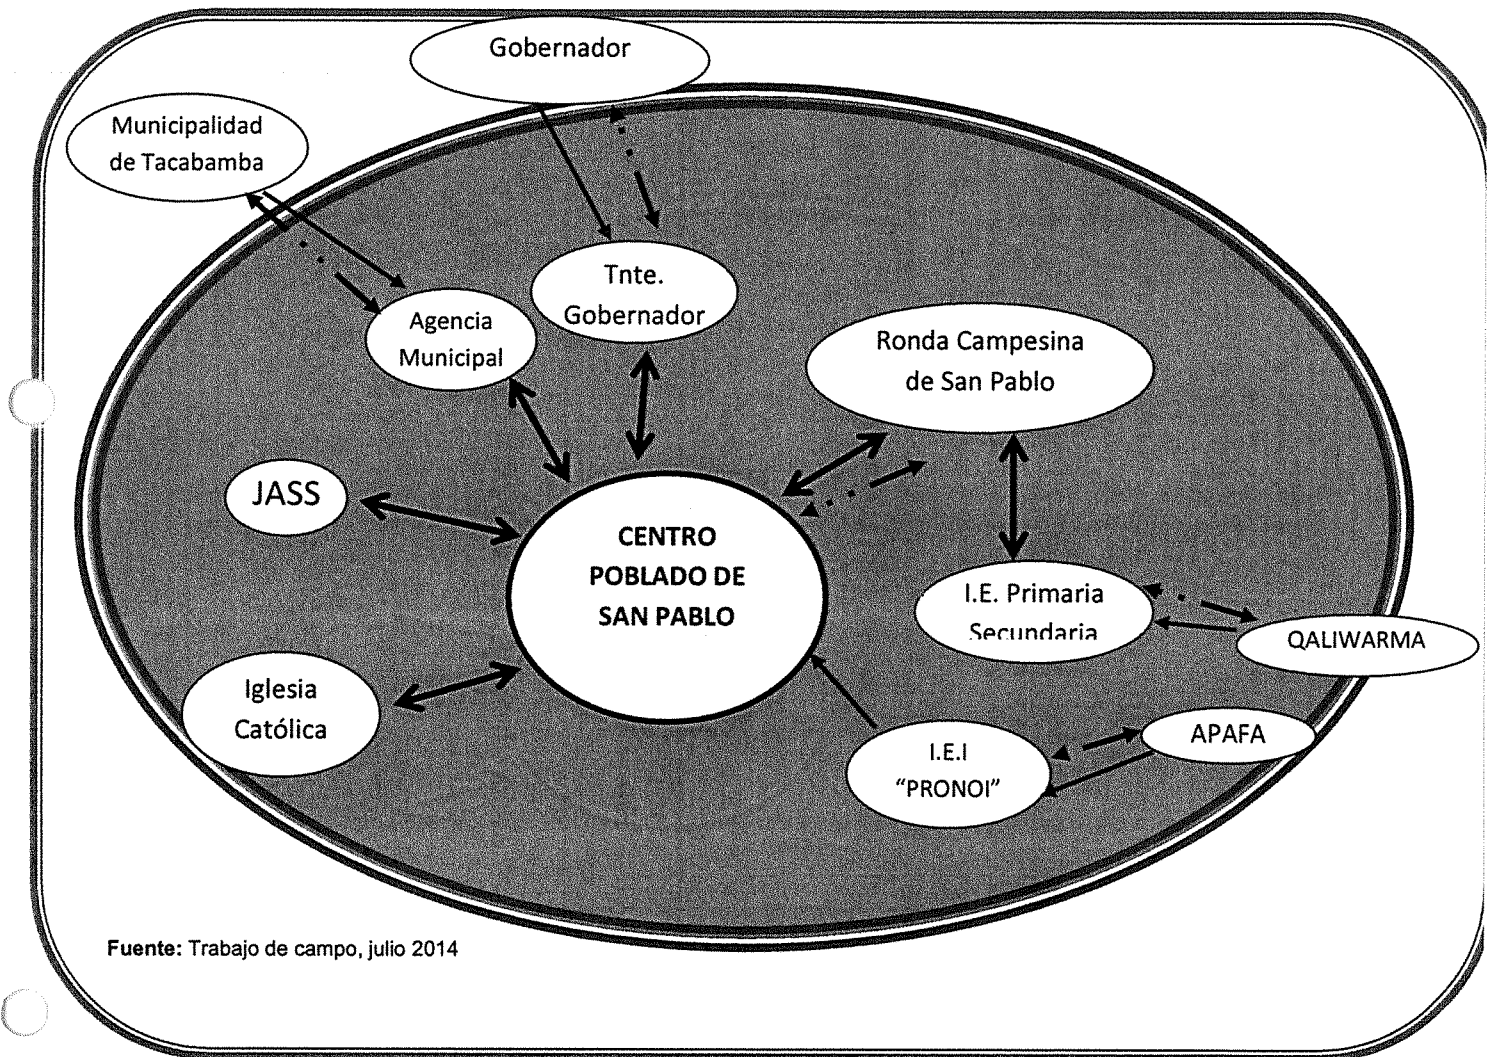 Gobernador
Municipalidad
de Tacabamba
Tnte.
Gobernador
Agencia
Municipal
Ronda Campesina
de San Pablo
JASS
CENTRO
POBLADO DE
SAN PABLO
I.E. Primaria
Secundaria
QALIWARMA
Iglesia
Católica
I.E.I
“PRONOI”
APAFA
Fuente: Trabajo de campo, julio 2014